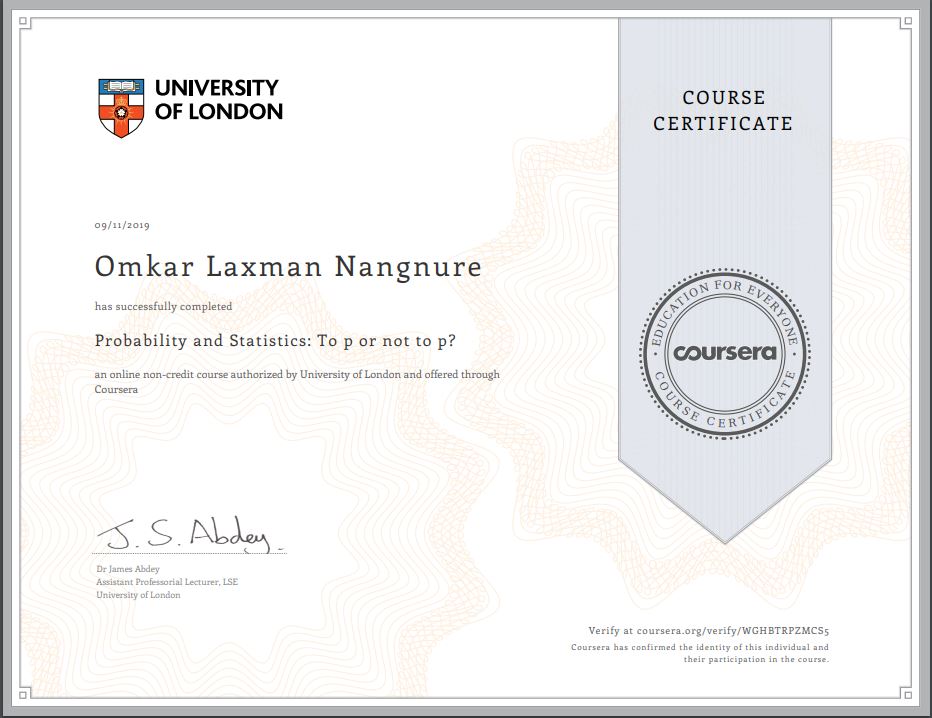 UNIVERSITY
OF LONDON
COURSE
CERTIFICATE
09/11/2019
Omkar Laxman Nangnure
has successfully completed
Probability and Statistics: To p or not to p?
an online non-credit course authorized by University of London and offered through
Coursera
EDUCATION FOR EVERYONE
coursera
COURSE CERTIFICATE
J. S. Abdey.
Dr James Abdey
Assistant Professorial Lecturer, LSE
University of London
Verify at coursera.org/verify/WGHBTRPZMCS5
Coursera has confirmed the identity of this individual and
their participation in the course.